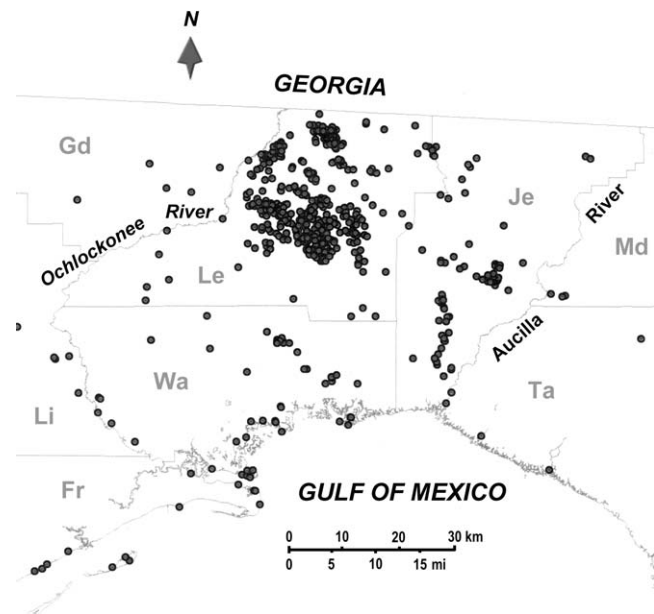 N
GEORGIA
Gd
Je
River
Ochlockonee
River
Md
Le
Aucilla
Wa
Ta
Li
Fr
GULF OF MEXICO
0 10 20 30 km
0 5 10 15 mi